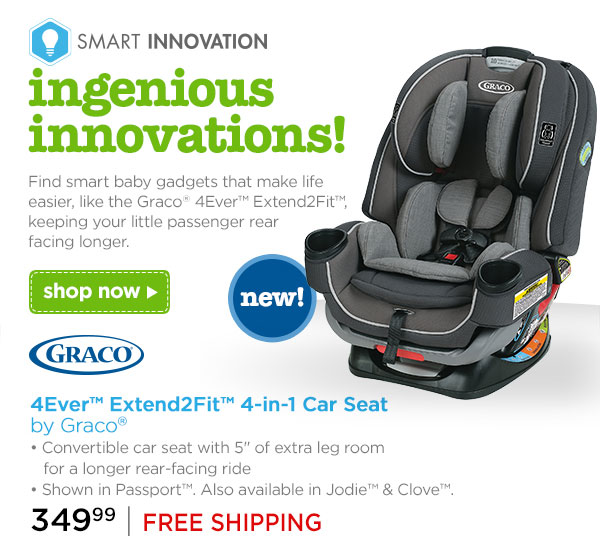 SMART INNOVATION
ingenious
innovations!
Find smart baby gadgets that make life
easier, like the Graco® 4Ever™ Extend2Fit™,
keeping your little passenger rear
facing longer.
shop now
new!
GRACO
GRACO®
4Ever™ Extend2Fit™ 4-in-1 Car Seat
by Graco®
• Convertible car seat with 5" of extra leg room
for a longer rear-facing ride
• Shown in Passport™. Also available in Jodie™ & Clove™.
349⁹⁹ | FREE SHIPPING